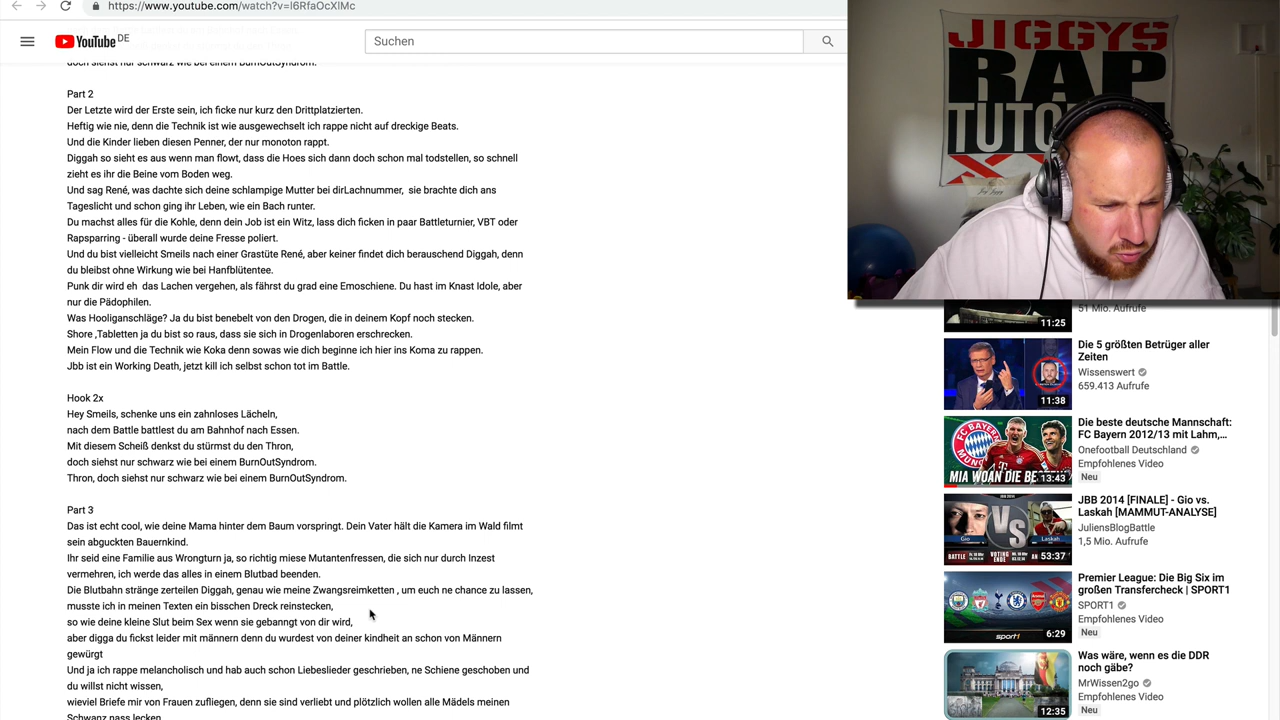 https://www.youtube.com/watch?v=I6RfaOcXlMc
YouTube DE
Suchen
doch siehst nur schwarz wie bei einem BurnOutSyndrom.
Part 2
Der Letzte wird der Erste sein, ich ficke nur kurz den Drittplatzierten.
Heftig wie nie, denn die Technik ist wie ausgewechselt ich rappe nicht auf dreckige Beats.
Und die Kinder lieben diesen Penner, der nur monoton rappt.
Diggah so sieht es aus wenn man flowt, dass die Hoes sich dann doch schon mal todstellen, so schnell
zieht es ihr die Beine vom Boden weg.
Und sag René, was dachte sich deine schlampige Mutter bei dirLachnummer, sie brachte dich ans
Tageslicht und schon ging ihr Leben, wie ein Bach runter.
Du machst alles für die Kohle, denn dein Job ist ein Witz, lass dich ficken in paar Battleturnier, VBT oder
Rapsparring - überall wurde deine Fresse poliert.
Und du bist vielleicht Smeils nach einer Grastüte René, aber keiner findet dich berauschend Diggah, denn
du bleibst ohne Wirkung wie bei Hanfblütentee.
Punk dir wird eh das Lachen vergehen, als fährst du grad eine Emoschiene. Du hast im Knast Idole, aber
nur die Pädophilen.
Was Hooliganschläge? Ja du bist benebelt von den Drogen, die in deinem Kopf noch stecken.
Shore ,Tabletten ja du bist so raus, dass sie sich in Drogenlaboren erschrecken.
Mein Flow und die Technik wie Koka denn sowas wie dich beginne ich hier ins Koma zu rappen.
Jbb ist ein Working Death, jetzt kill ich selbst schon tot im Battle.
Hook 2x
Hey Smeils, schenke uns ein zahnloses Lächeln,
nach dem Battle battlest du am Bahnhof nach Essen.
Mit diesem Scheiß denkst du stürmst du den Thron,
doch siehst nur schwarz wie bei einem BurnOutSyndrom.
Thron, doch siehst nur schwarz wie bei einem BurnOutSyndrom.
Part 3
Das ist echt cool, wie deine Mama hinter dem Baum vorspringt. Dein Vater hält die Kamera im Wald filmt
sein abguckten Bauernkind.
Ihr seid eine Familie aus Wrongturn ja, so richtig miese Mutantenfressen, die sich nur durch Inzest
vermehren, ich werde das alles in einem Blutbad beenden.
Die Blutbahn stränge zerteilen Diggah, genau wie meine Zwangsreimketten , um euch ne chance zu lassen,
musste ich in meinen Texten ein bisschen Dreck reinstecken,
so wie deine kleine Slut beim Sex wenn sie gebanngt von dir wird,
aber digga du fickst leider mit männern denn du wurdest von deiner kindheit an schon von Männern
gewürgt
Und ja ich rappe melancholisch und hab auch schon Liebeslieder geschrieben, ne Schiene geschoben und
du willst nicht wissen,
wieviel Briefe mir von Frauen zufliegen, denn sie sind verliebt und plötzlich wollen alle Mädels meinen
Schwanz nass lecken
JIGGYS
RAP
51 Mio. Aufrufe
11:25
Die 5 größten Betrüger aller
Zeiten
Wissenswert
659.413 Aufrufe
11:38
Die beste deutsche Mannschaft:
FC Bayern 2012/13 mit Lahm,...
Onefootball Deutschland
Empfohlenes Video
Neu
MIA WOAN DIE
13:43
JBB 2014 [FINALE] - Gio vs.
Laskah [MAMMUT-ANALYSE]
JuliensBlogBattle
1,5 Mio. Aufrufe
Gio
VS
Laskah
BATTLE
VOTING
ENDE
53:37
Premier League: Die Big Six im
großen Transfercheck | SPORT1
SPORT1
Empfohlenes Video
Neu
sport1
6:29
Was wäre, wenn es die DDR
noch gäbe?
MrWissen2go
Empfohlenes Video
Neu
12:35